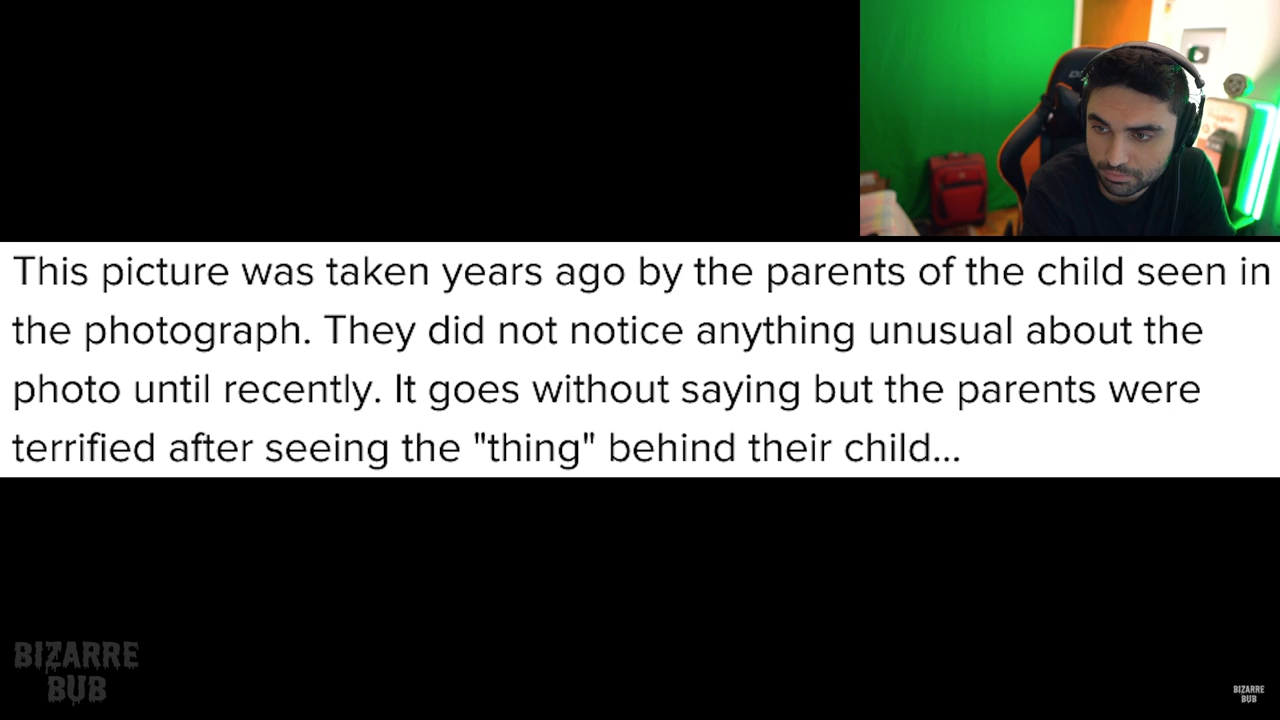 This picture was taken years ago by the parents of the child seen in
the photograph. They did not notice anything unusual about the
photo until recently. It goes without saying but the parents were
terrified after seeing the "thing" behind their child...
BIZARRE
BUB
BIZARRE
BUB